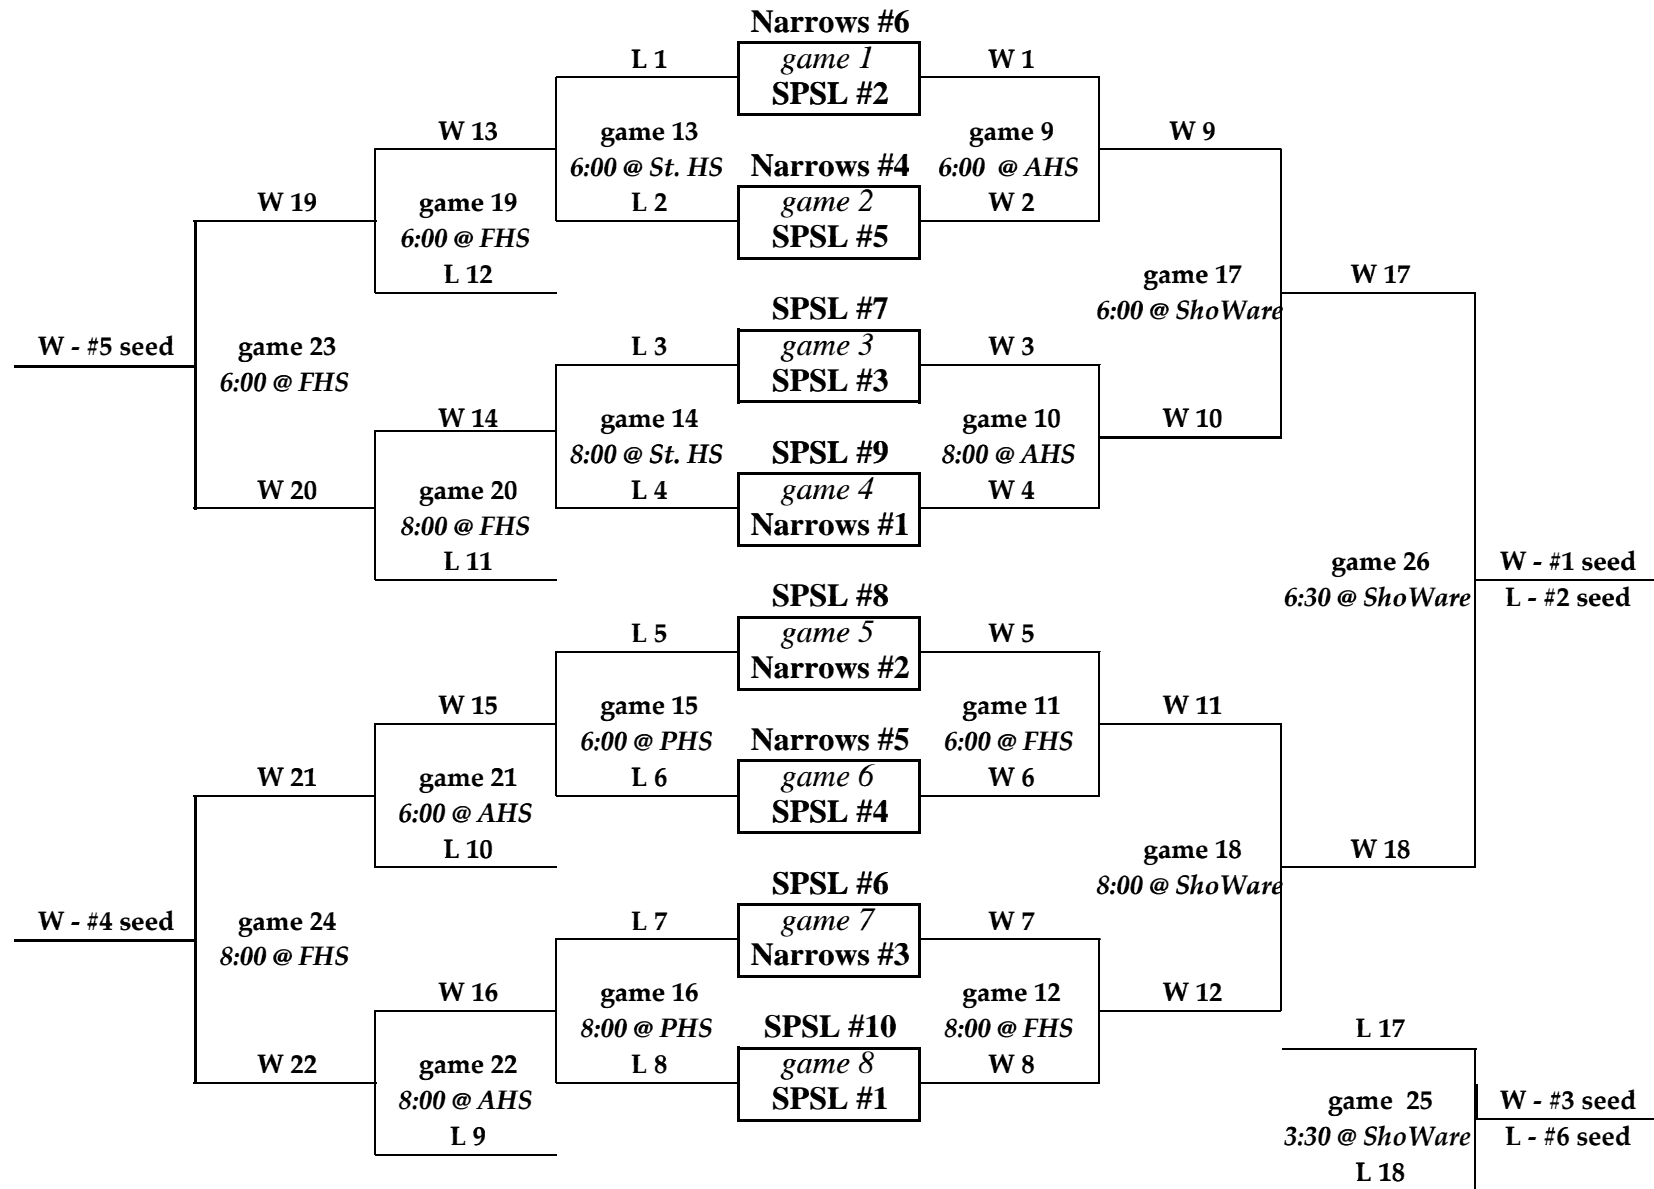 Narrows #6
L 1
game 1
W 1
SPSL #2
W 13
game 13
game 9
W 9
6:00 @ St. HS
Narrows #4
6:00 @ AHS
W 19
game 19
L 2
game 2
W 2
6:00 @ FHS
SPSL #5
L 12
game 17
W 17
SPSL #7
6:00 @ ShoWare
W - #5 seed
game 23
L 3
game 3
W 3
6:00 @ FHS
SPSL #3
W 14
game 14
game 10
W 10
8:00 @ St. HS
SPSL #9
8:00 @ AHS
W 20
game 20
L 4
game 4
W 4
8:00 @ FHS
Narrows #1
L 11
game 26
W - #1 seed
SPSL #8
6:30 @ ShoWare
L - #2 seed
L 5
game 5
W 5
Narrows #2
W 15
game 15
game 11
W 11
6:00 @ PHS
Narrows #5
6:00 @ FHS
W 21
game 21
L 6
game 6
W 6
6:00 @ AHS
SPSL #4
L 10
game 18
W 18
SPSL #6
8:00 @ ShoWare
W - #4 seed
game 24
L 7
game 7
W 7
8:00 @ FHS
Narrows #3
W 16
game 16
game 12
W 12
8:00 @ PHS
SPSL #10
8:00 @ FHS
L 17
W 22
game 22
L 8
game 8
W 8
8:00 @ AHS
SPSL #1
game 25
W - #3 seed
L 9
3:30 @ ShoWare
L - #6 seed
L 18